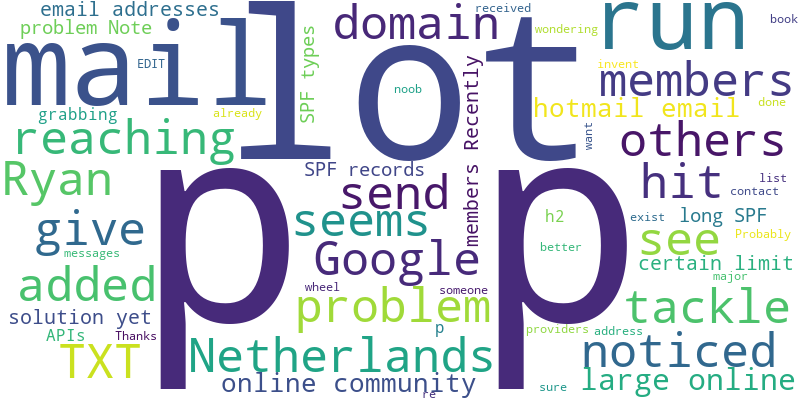 email addresses
received
domain
run
book
problem Note
mail
lot
SPF types
wondering
members Recently
EDIT
invent
members
noob
hotmail email
done
grabbing
already
want
others
reaching
Ryan
SPF records
hit
list
contact
p p
send
give
seems
h2
exist
long SPF
see
Probably
messages
Google
better
certain limit
added
wheel
someone
major
problem
tackle
solution yet
p
APIs
Thanks
providers
address
TXT
Netherlands
noticed
online community
re
sure
large online